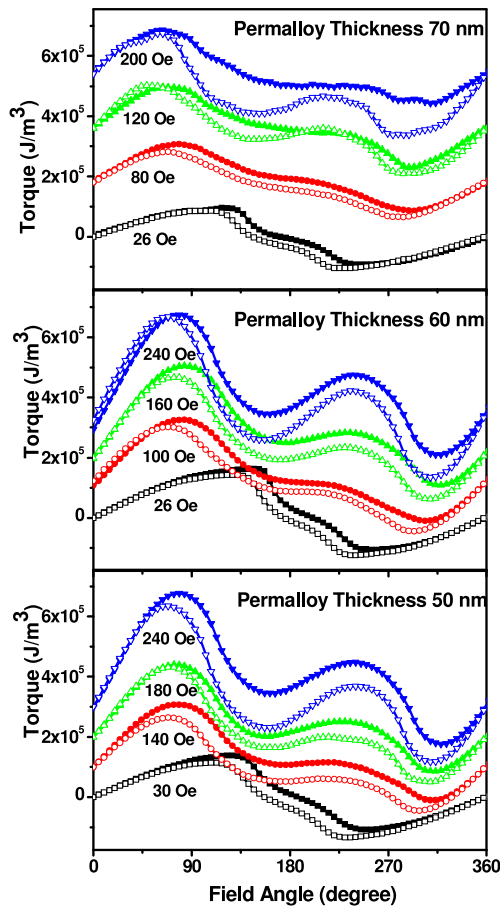 Permalloy Thickness 70 nm
200 Oe
120 Oe
80 Oe
26 Oe
6x10⁵
4x10⁵
2x10⁵
0
Torque (J/m³)
Permalloy Thickness 60 nm
240 Oe
160 Oe
100 Oe
26 Oe
6x10⁵
4x10⁵
2x10⁵
0
Torque (J/m³)
Permalloy Thickness 50 nm
240 Oe
180 Oe
140 Oe
30 Oe
6x10⁵
4x10⁵
2x10⁵
0
Torque (J/m³)
0 90 180 270 360
Field Angle (degree)